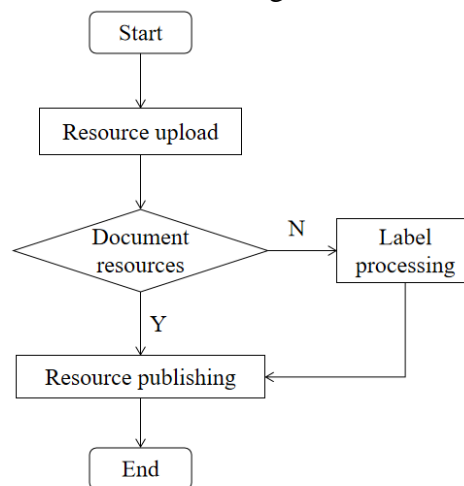 Start
Resource upload
Document
resources
N
Label
processing
Y
Resource publishing
End